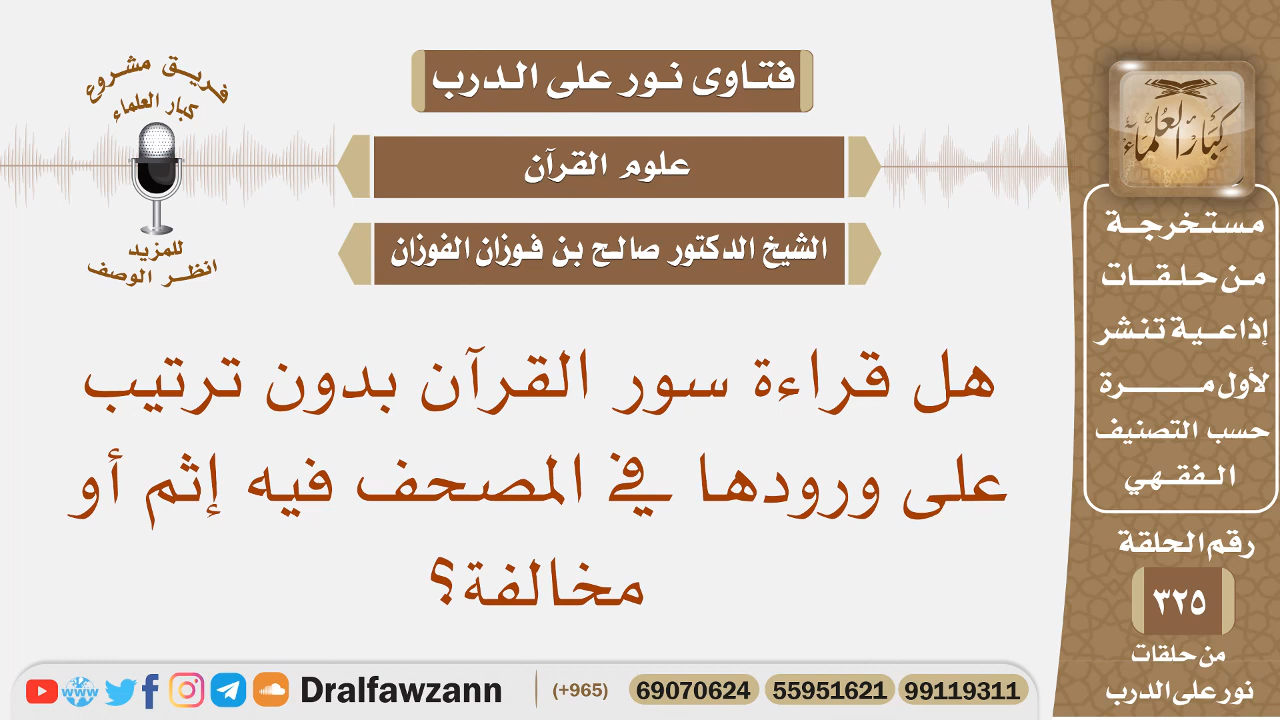 فتاوى نور على الدرب
علوم القرآن
الشيخ الدكتور صالح بن فوزان الفوزان
هل قراءة سور القرآن بدون ترتيب
على ورودها في المصحف فيه إثم أو
مخالفة؟
فريق مشروع
كبار العلماء
للمزيد
انظر الوصف
كبار العلماء
مستخرجة
من حلقات
إذاعية تنشر
لأول مرة
حسب التصنيف
الفقهي
رقم الحلقة
٣٢٥
من حلقات
نور على الدرب
www Dralfawzann (+965) 69070624 55951621 99119311